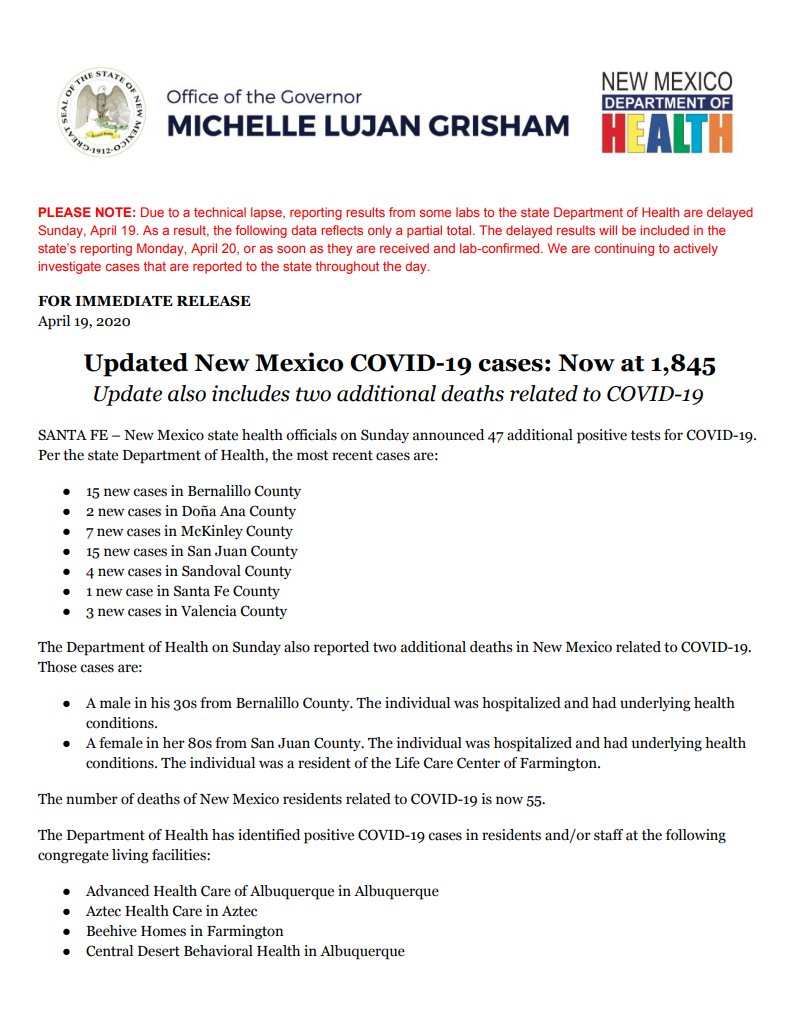 GREAT SEAL OF THE STATE OF NEW MEXICO
·1912·
Office of the Governor
MICHELLE LUJAN GRISHAM
NEW MEXICO
DEPARTMENT OF
HEALTH
PLEASE NOTE: Due to a technical lapse, reporting results from some labs to the state Department of Health are delayed
Sunday, April 19. As a result, the following data reflects only a partial total. The delayed results will be included in the
state’s reporting Monday, April 20, or as soon as they are received and lab-confirmed. We are continuing to actively
investigate cases that are reported to the state throughout the day.
FOR IMMEDIATE RELEASE
April 19, 2020
Updated New Mexico COVID-19 cases: Now at 1,845
Update also includes two additional deaths related to COVID-19
SANTA FE – New Mexico state health officials on Sunday announced 47 additional positive tests for COVID-19.
Per the state Department of Health, the most recent cases are:
● 15 new cases in Bernalillo County
● 2 new cases in Doña Ana County
● 7 new cases in McKinley County
● 15 new cases in San Juan County
● 4 new cases in Sandoval County
● 1 new case in Santa Fe County
● 3 new cases in Valencia County
The Department of Health on Sunday also reported two additional deaths in New Mexico related to COVID-19.
Those cases are:
● A male in his 30s from Bernalillo County. The individual was hospitalized and had underlying health
conditions.
● A female in her 80s from San Juan County. The individual was hospitalized and had underlying health
conditions. The individual was a resident of the Life Care Center of Farmington.
The number of deaths of New Mexico residents related to COVID-19 is now 55.
The Department of Health has identified positive COVID-19 cases in residents and/or staff at the following
congregate living facilities:
● Advanced Health Care of Albuquerque in Albuquerque
● Aztec Health Care in Aztec
● Beehive Homes in Farmington
● Central Desert Behavioral Health in Albuquerque